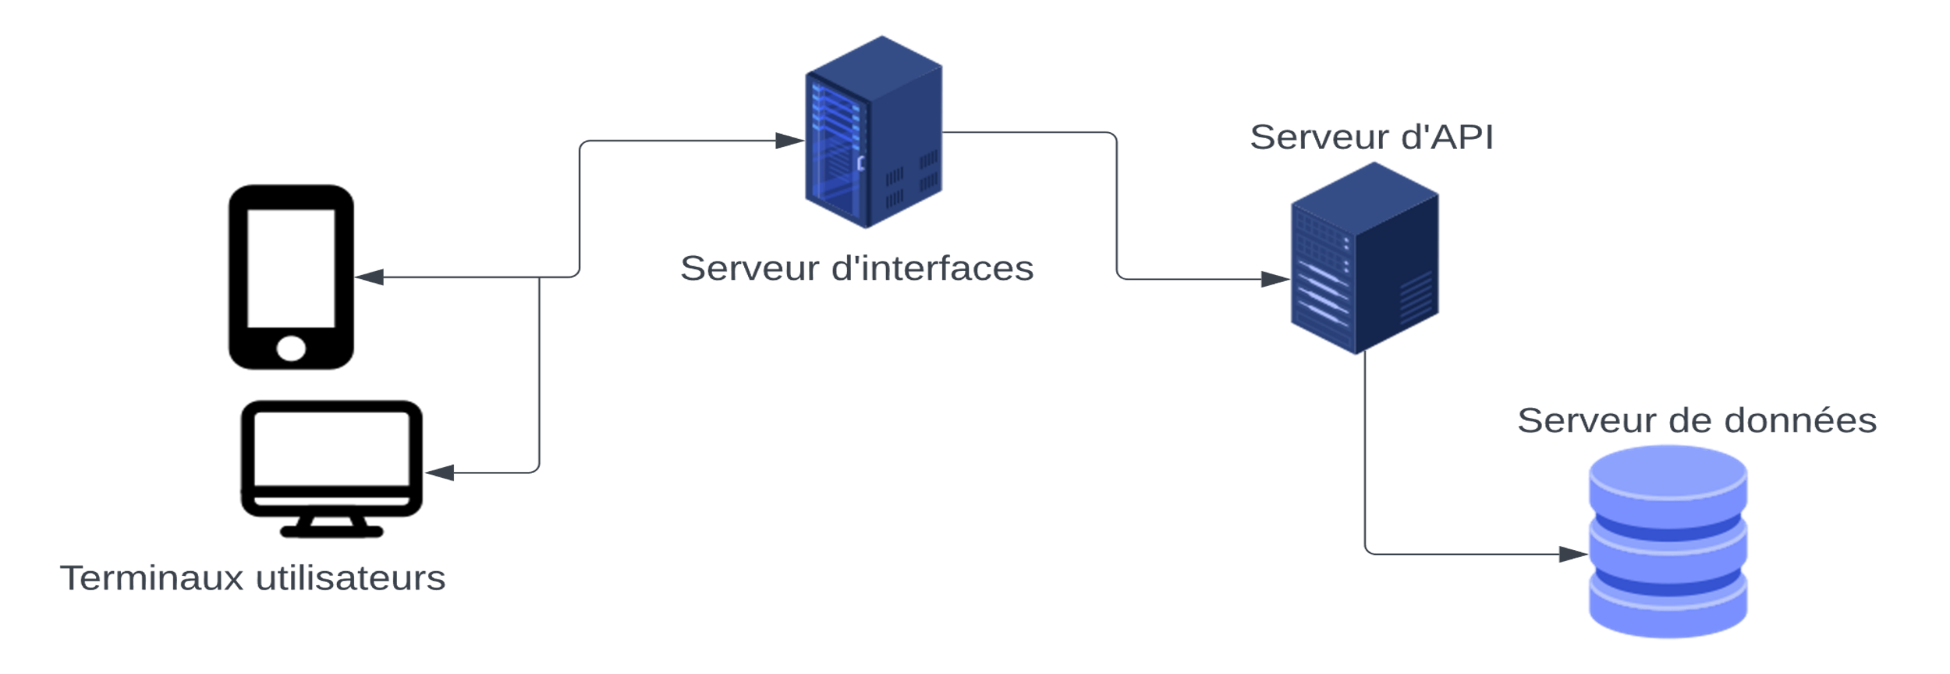 Serveur d'API
Serveur d'interfaces
Serveur de données
Terminaux utilisateurs